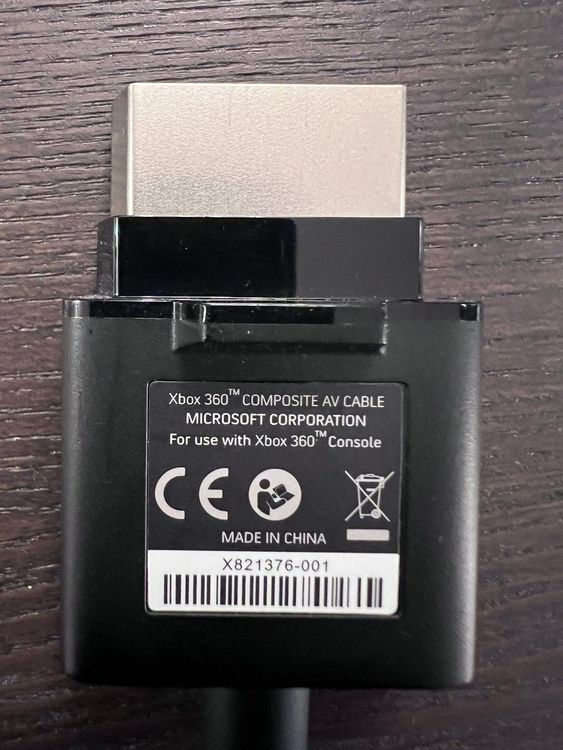 Xbox 360™ COMPOSITE AV CABLE
MICROSOFT CORPORATION
For use with Xbox 360™ Console
CE
MADE IN CHINA
X821376-001